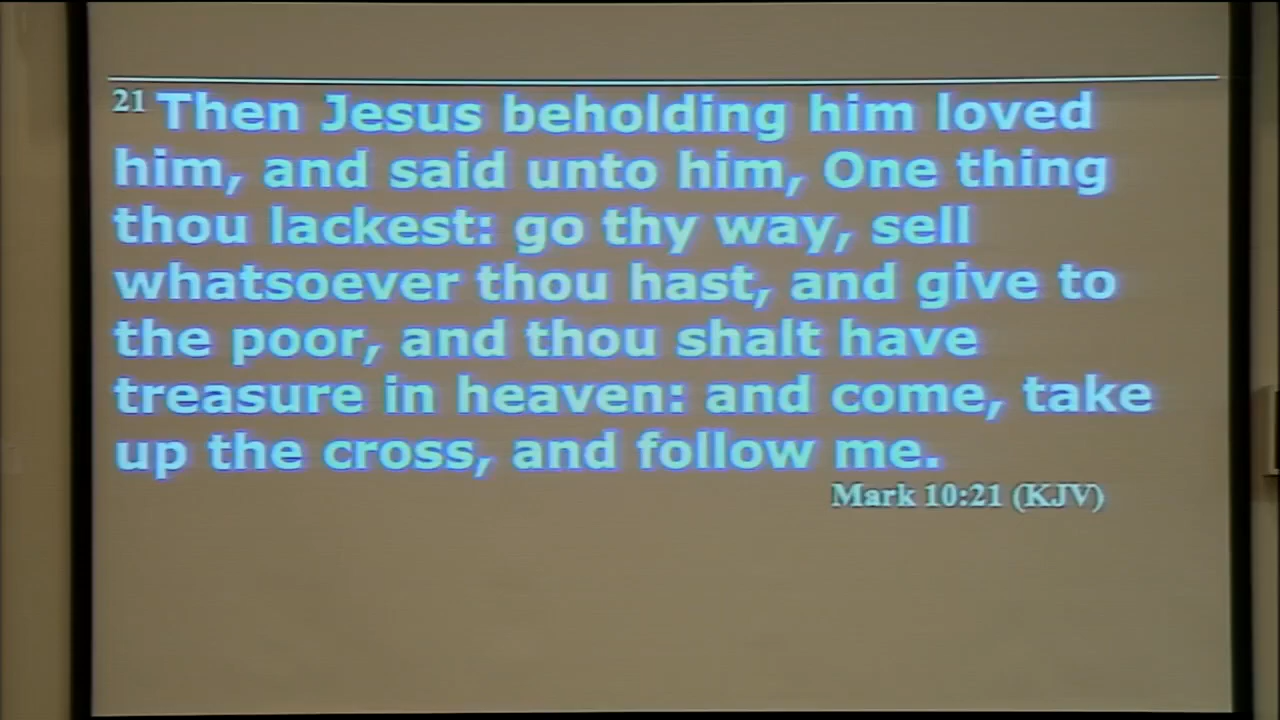 21 Then Jesus beholding him loved
him, and said unto him, One thing
thou lackest: go thy way, sell
whatsoever thou hast, and give to
the poor, and thou shalt have
treasure in heaven: and come, take
up the cross, and follow me.
Mark 10:21 (KJV)